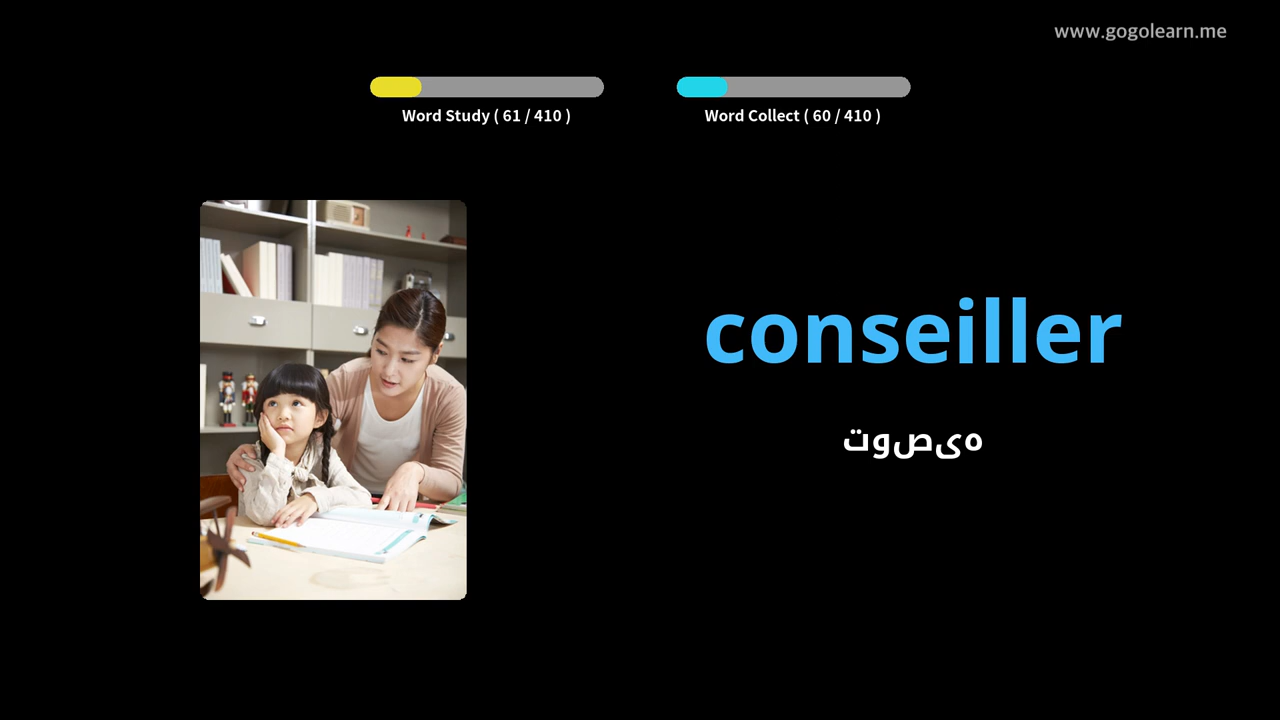 www.gogolearn.me
Word Study ( 61 / 410 )
Word Collect ( 60 / 410 )
conseiller
توصیه